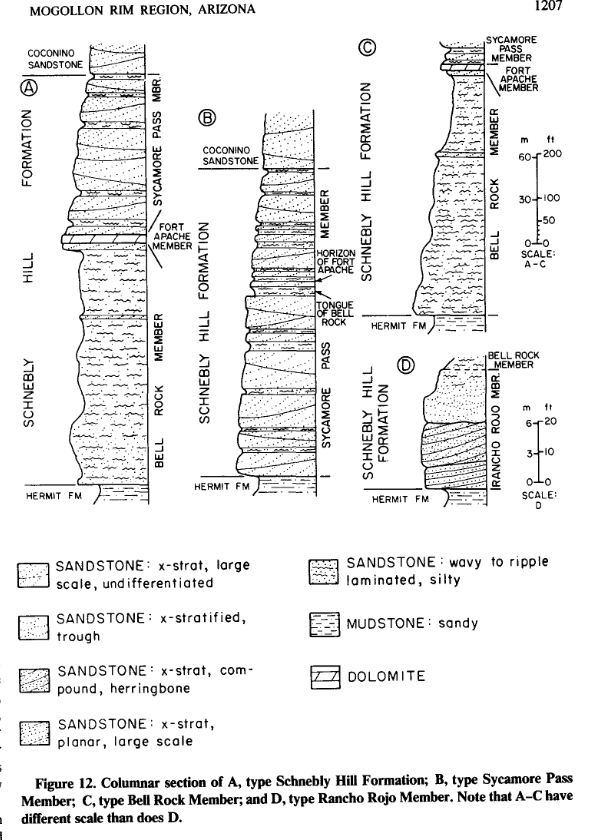 MOGOLLON RIM REGION, ARIZONA
1207
COCONINO
SANDSTONE
A
SCHNEBLY HILL FORMATION
SYCAMORE PASS MBR.
FORT
APACHE
MEMBER
BELL ROCK MEMBER
HERMIT FM
B
COCONINO
SANDSTONE
SCHNEBLY HILL FORMATION
SYCAMORE PASS MEMBER
HORIZON
OF FORT
APACHE
TONGUE
OF BELL
ROCK
HERMIT FM
C
SYCAMORE
PASS
MEMBER
FORT
APACHE
MEMBER
SCHNEBLY HILL FORMATION
BELL ROCK MEMBER
HERMIT FM
m ft
60 200
30 100
50
0 0
SCALE:
A-C
D
BELL ROCK
MEMBER
SCHNEBLY HILL
FORMATION
RANCHO ROJO MBR.
HERMIT FM
m ft
6 20
3 10
0 0
SCALE:
D
SANDSTONE: x-strat, large
scale, undifferentiated
SANDSTONE: x-stratified,
trough
SANDSTONE: x-strat, com-
pound, herringbone
SANDSTONE: x-strat,
planar, large scale
SANDSTONE: wavy to ripple
laminated, silty
MUDSTONE: sandy
DOLOMITE
Figure 12. Columnar section of A, type Schnebly Hill Formation; B, type Sycamore Pass
Member; C, type Bell Rock Member; and D, type Rancho Rojo Member. Note that A–C have
different scale than does D.